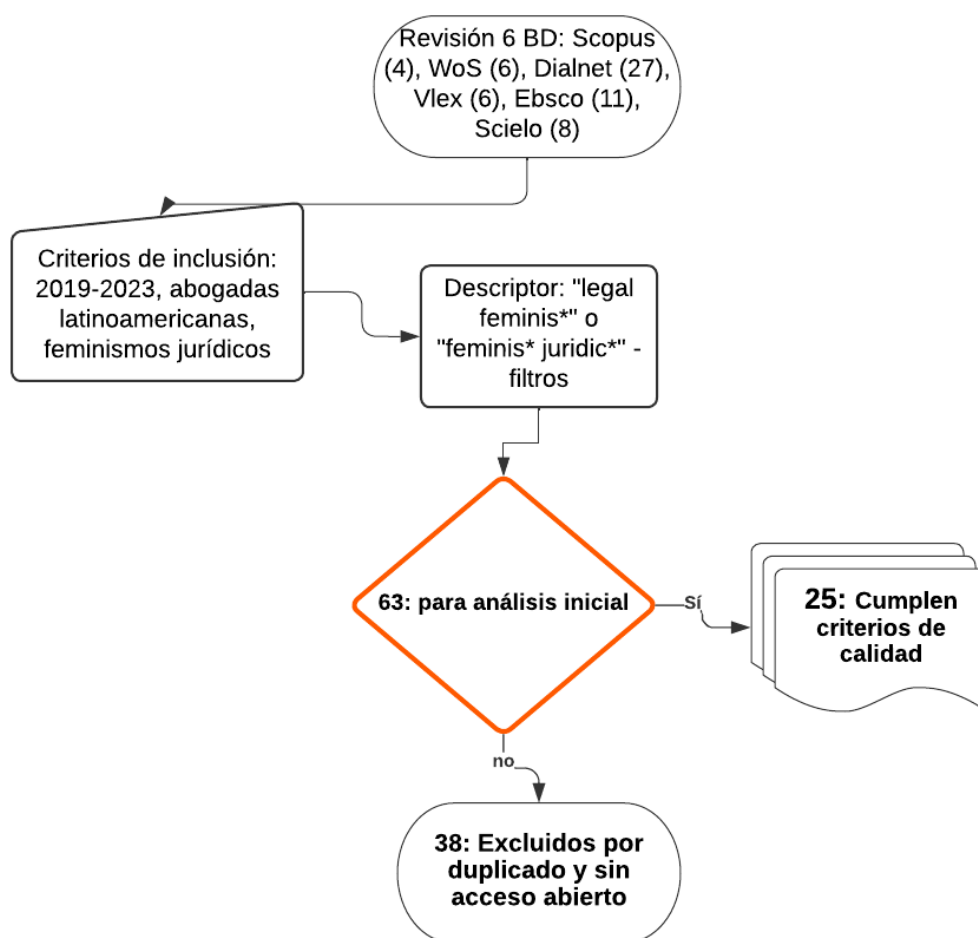 Revisión 6 BD: Scopus
(4), WoS (6), Dialnet (27),
Vlex (6), Ebsco (11),
Scielo (8)
Criterios de inclusión:
2019-2023, abogadas
latinoamericanas,
feminismos jurídicos
Descriptor: "legal
feminis*" o
"feminis* juridic*" -
filtros
63: para análisis inicial
Sí
25: Cumplen
criterios de
calidad
no
38: Excluidos por
duplicado y sin
acceso abierto